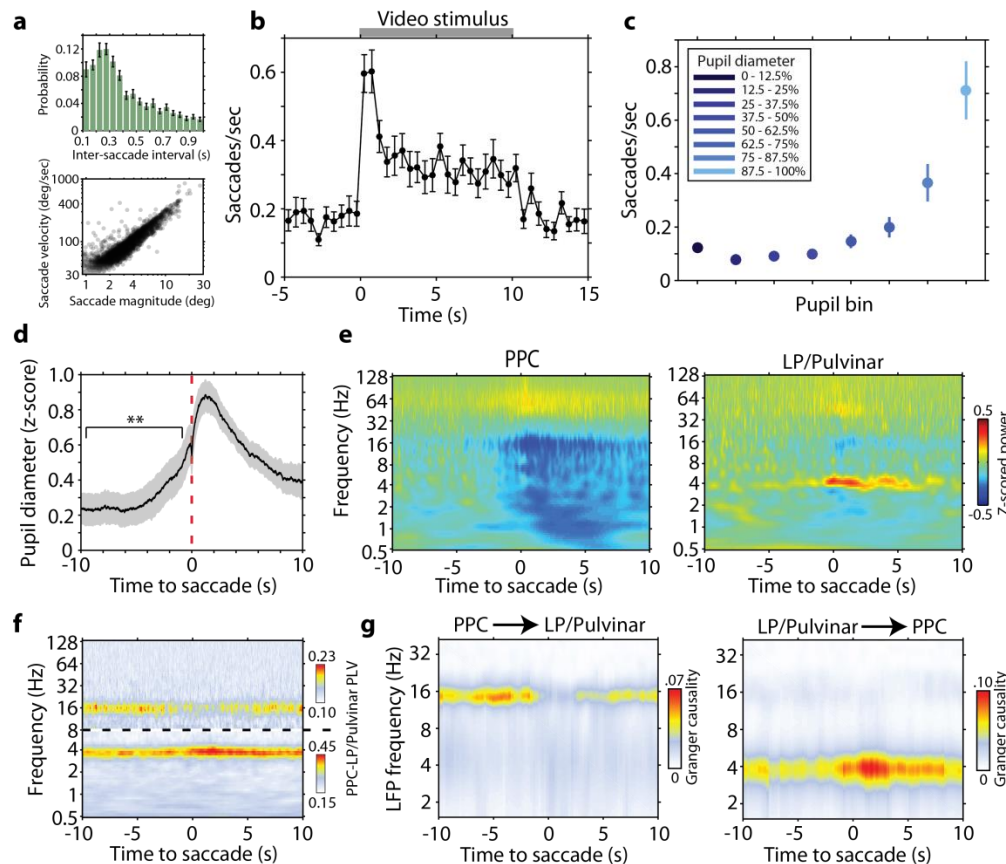 a
0.12
0.08
0.04
0
Probability
0.1 0.3 0.5 0.7 0.9
Inter-saccade interval (s)
1000
400
100
30
Saccade velocity (deg/sec)
1 2 4 10 30
Saccade magnitude (deg)
b
Video stimulus
0.6
0.4
0.2
0
Saccades/sec
-5 0 5 10 15
Time (s)
c
0.8
0.6
0.4
0.2
0
Saccades/sec
Pupil diameter
0 - 12.5%
12.5 - 25%
25 - 37.5%
37.5 - 50%
50 - 62.5%
62.5 - 75%
75 - 87.5%
87.5 - 100%
Pupil bin
d
1.0
0.8
0.6
0.4
0.2
0
Pupil diameter (z-score)
**
-10 -5 0 5 10
Time to saccade (s)
e
PPC
128
64
32
16
8
4
2
1
0.5
Frequency (Hz)
-10 -5 0 5 10
Time to saccade (s)
LP/Pulvinar
128
64
32
16
8
4
2
1
0.5
-10 -5 0 5 10
Time to saccade (s)
0.5
-0.5
Z-scored power
f
128
64
32
16
8
4
2
1
0.5
Frequency (Hz)
0.23
0.10
0.45
0.15
PPC-LP/Pulvinar PLV
-10 -5 0 5 10
Time to saccade (s)
g
PPC LP/Pulvinar
32
16
8
4
2
LFP frequency (Hz)
.07
0
Granger causality
-10 -5 0 5 10
Time to saccade (s)
LP/Pulvinar PPC
32
16
8
4
2
.10
0
Granger causality
-10 -5 0 5 10
Time to saccade (s)